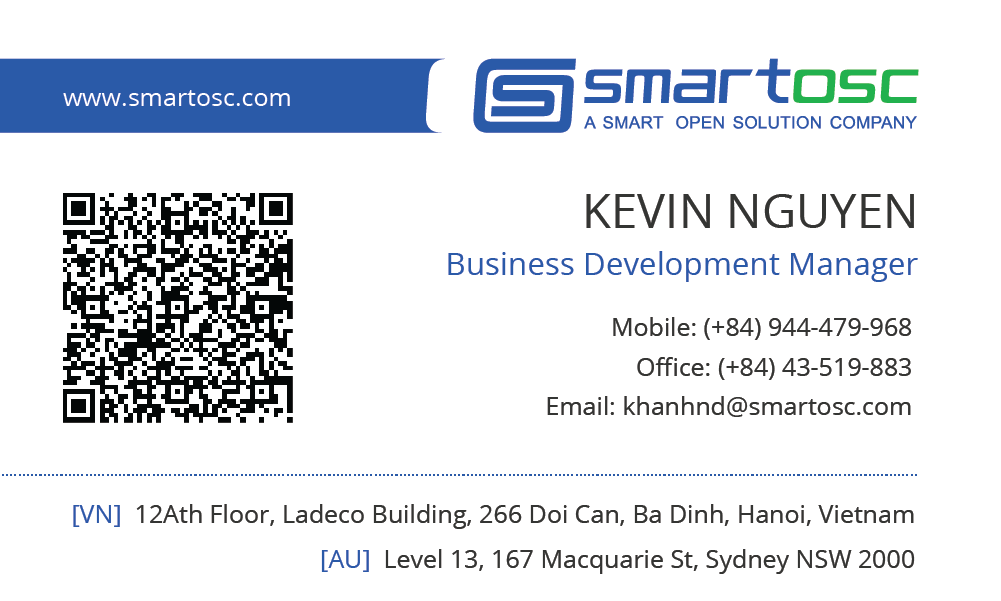 www.smartosc.com
smartosc
A SMART OPEN SOLUTION COMPANY
KEVIN NGUYEN
Business Development Manager
Mobile: (+84) 944-479-968
Office: (+84) 43-519-883
Email: khanhnd@smartosc.com
[VN] 12Ath Floor, Ladeco Building, 266 Doi Can, Ba Dinh, Hanoi, Vietnam
[AU] Level 13, 167 Macquarie St, Sydney NSW 2000